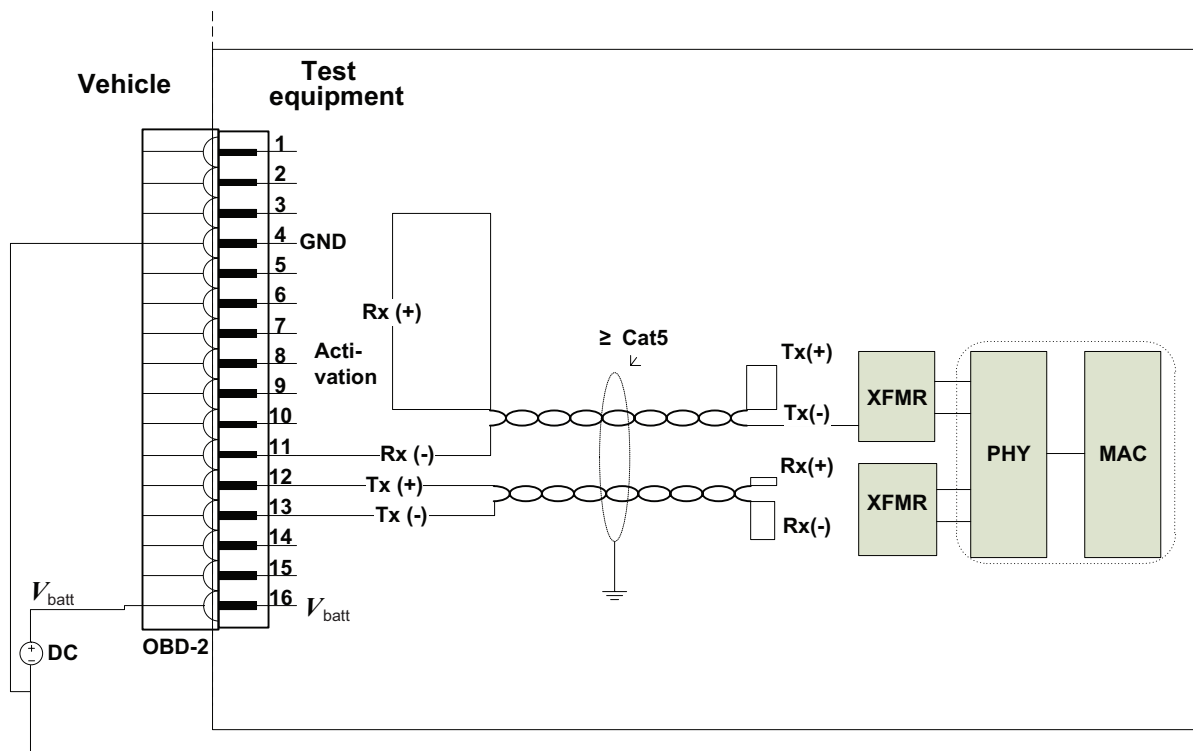 Vehicle
Test
equipment
1
2
3
4 GND
5
6
7
8
Acti-
vation
9
10
11
12
13
14
15
16 Vbatt
Rx (+)
Rx (-)
Tx (+)
Tx (-)
≥ Cat5
Tx(+)
Tx(-)
Rx(+)
Rx(-)
XFMR
XFMR
PHY
MAC
Vbatt
OBD-2
DC